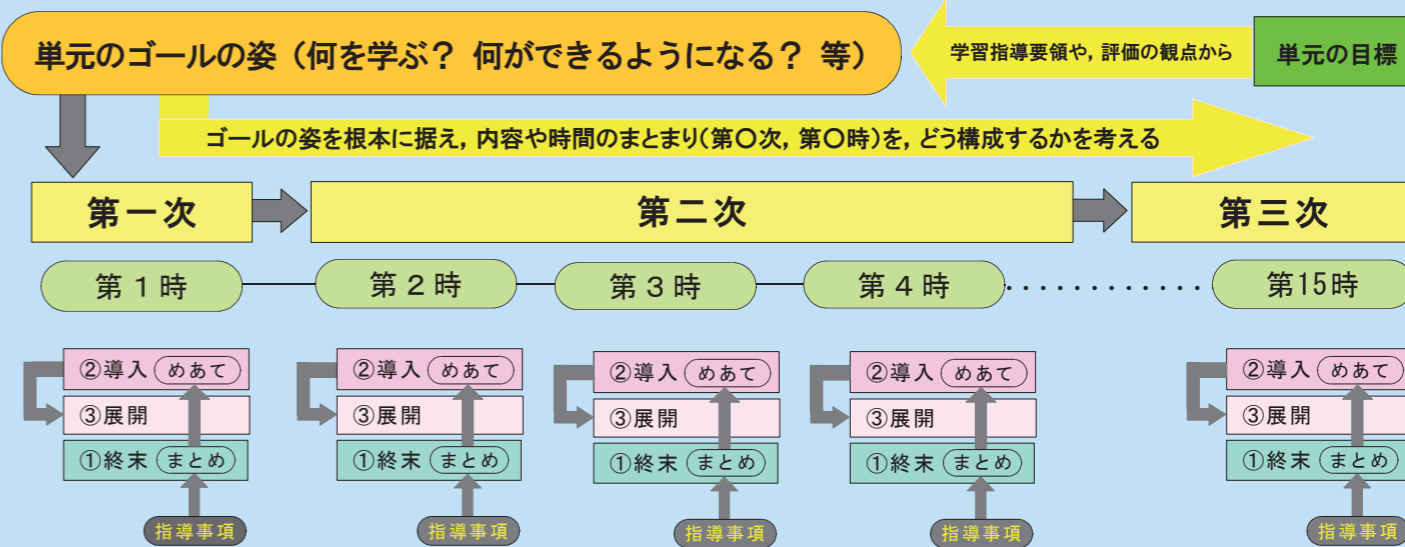 単元のゴールの姿（何を学ぶ？ 何ができるようになる？ 等）
学習指導要領や，評価の観点から
単元の目標
ゴールの姿を根本に据え，内容や時間のまとまり（第〇次，第〇時）を，どう構成するかを考える
第一次
第二次
第三次
第１時
第２時
第３時
第４時
・・・・・・・・・・・・
第15時
②導入 めあて
③展開
①終末 まとめ
指導事項
②導入 めあて
③展開
①終末 まとめ
指導事項
②導入 めあて
③展開
①終末 まとめ
指導事項
②導入 めあて
③展開
①終末 まとめ
指導事項
②導入 めあて
③展開
①終末 まとめ
指導事項